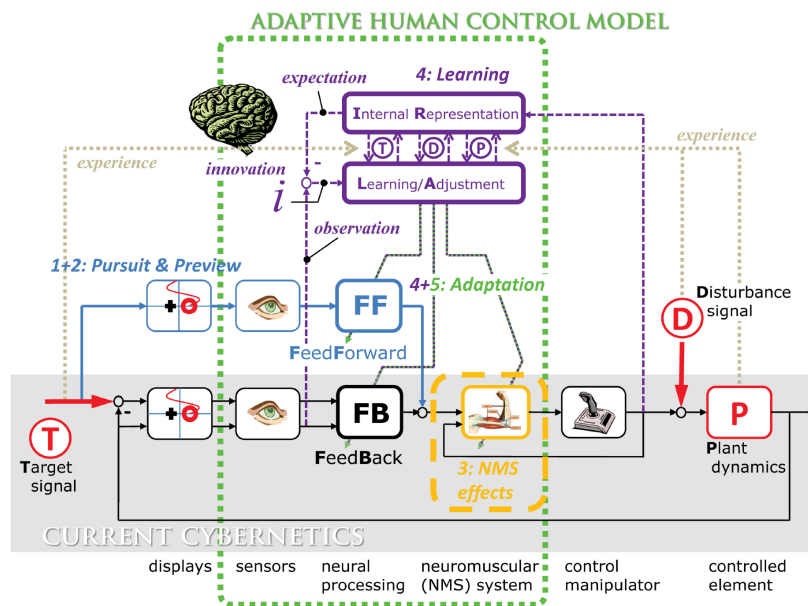 ADAPTIVE HUMAN CONTROL MODEL
expectation
4: Learning
Internal Representation
experience
innovation
-
T
D
P
experience
i
Learning/Adjustment
observation
1+2: Pursuit & Preview
4+5: Adaptation
FF
FeedForward
D
Disturbance
signal
-
FB
P
T
Target
signal
FeedBack
3: NMS
effects
Plant
dynamics
CURRENT CYBERNETICS
displays
sensors
neural
processing
neuromuscular
(NMS) system
control
manipulator
controlled
element